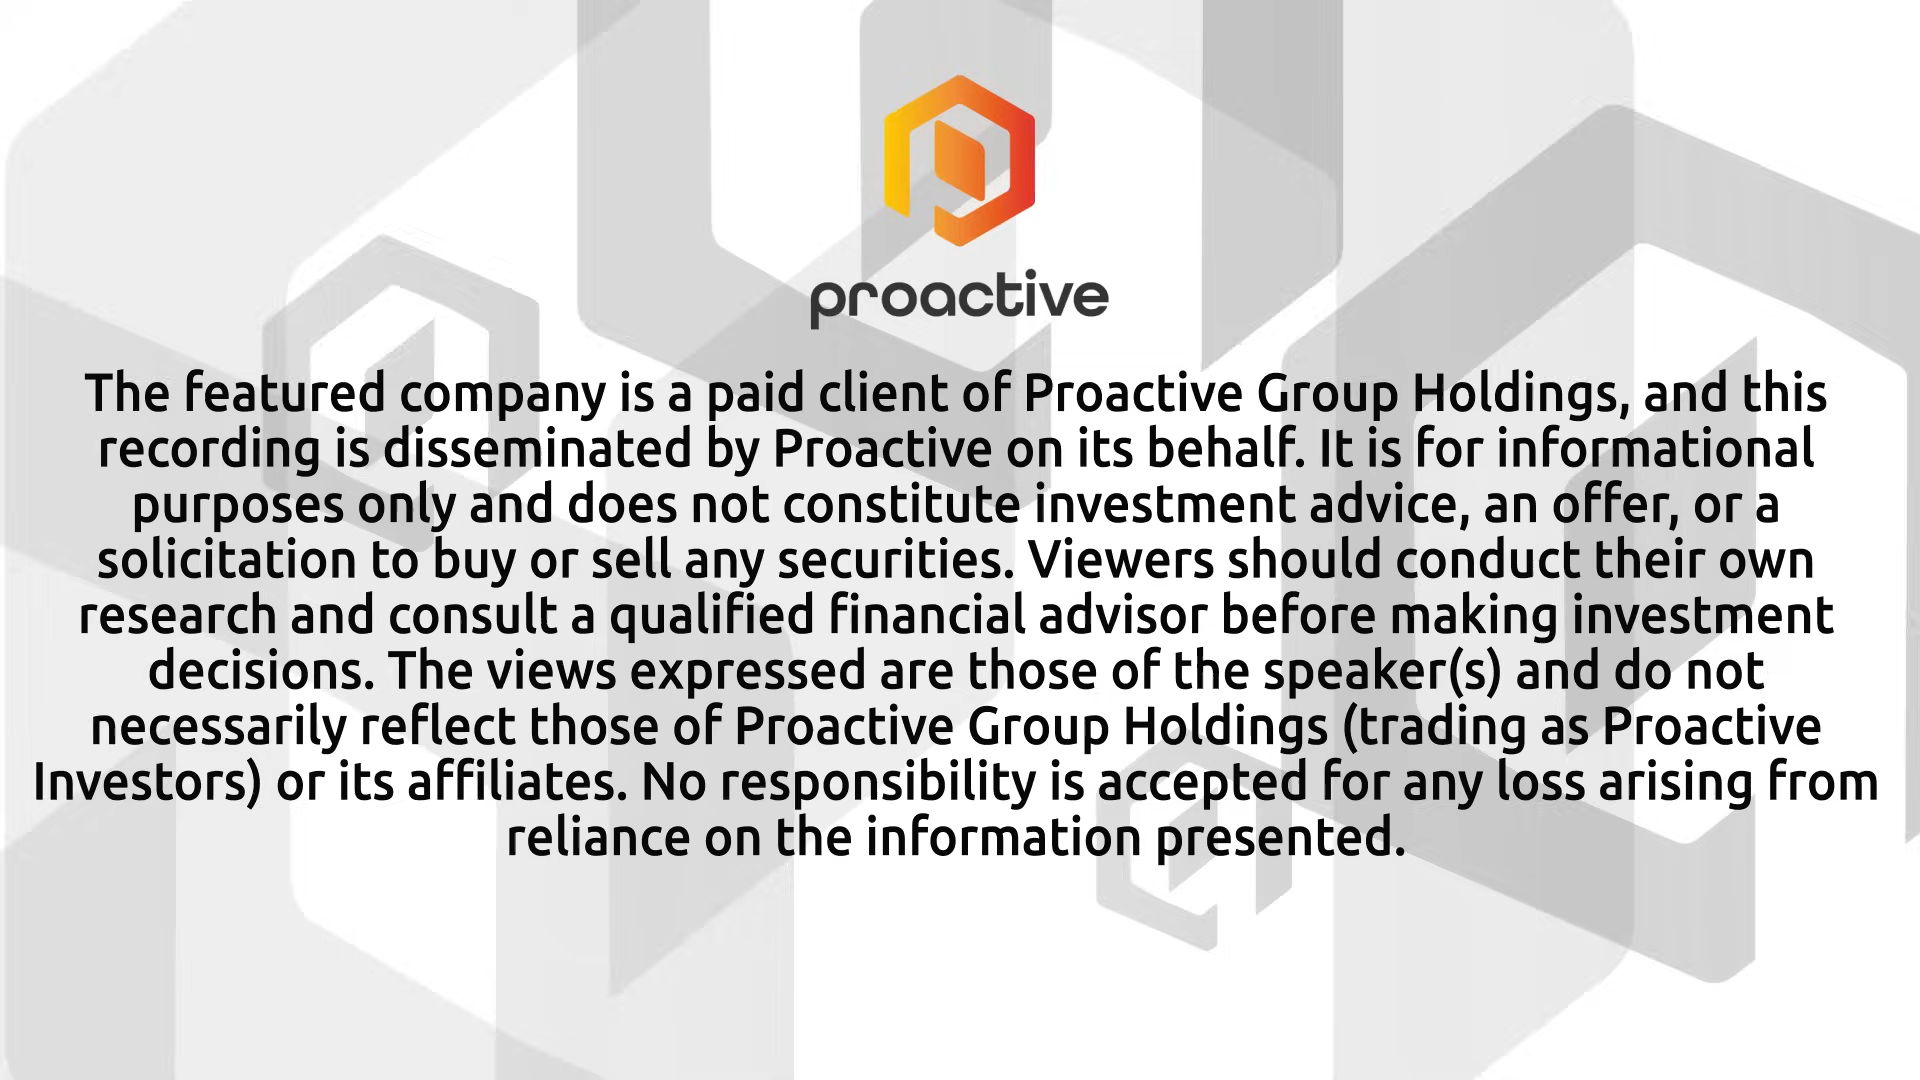 proactive
The featured company is a paid client of Proactive Group Holdings, and this
recording is disseminated by Proactive on its behalf. It is for informational
purposes only and does not constitute investment advice, an offer, or a
solicitation to buy or sell any securities. Viewers should conduct their own
research and consult a qualified financial advisor before making investment
decisions. The views expressed are those of the speaker(s) and do not
necessarily reflect those of Proactive Group Holdings (trading as Proactive
Investors) or its affiliates. No responsibility is accepted for any loss arising from
reliance on the information presented.